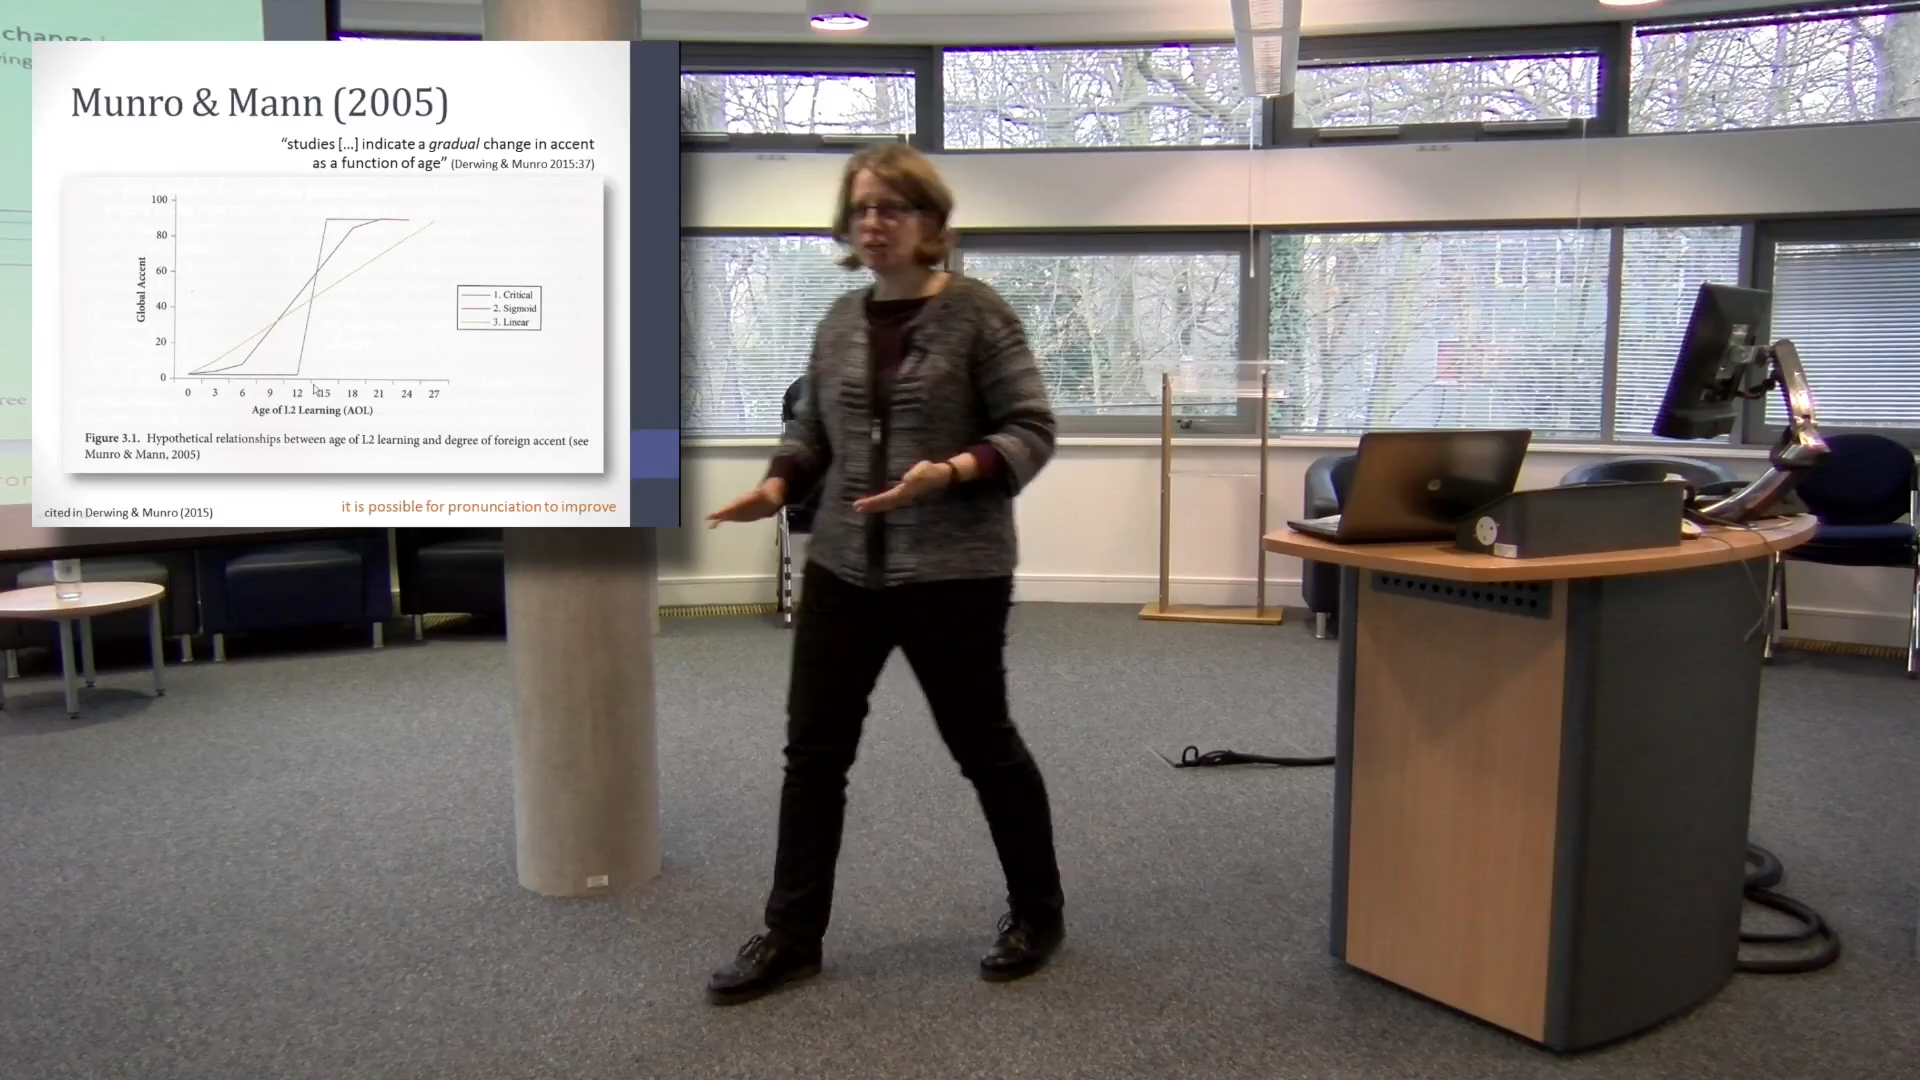 Munro & Mann (2005)
“studies [...] indicate a gradual change in accent
as a function of age” (Derwing & Munro 2015:37)
100
80
60
40
20
0
Global Accent
1. Critical
2. Sigmoid
3. Linear
0 3 6 9 12 15 18 21 24 27
Age of L2 Learning (AOL)
Figure 3.1. Hypothetical relationships between age of L2 learning and degree of foreign accent (see
Munro & Mann, 2005)
cited in Derwing & Munro (2015)
it is possible for pronunciation to improve